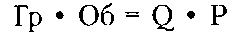 Гр • Об = Q • P